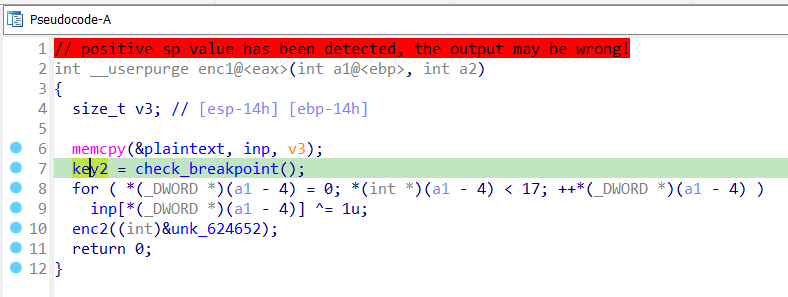 Pseudocode-A
1 // positive sp value has been detected, the output may be wrong!
2 int __userpurge enc1@<eax>(int a1@<ebp>, int a2)
3 {
4 size_t v3; // [esp-14h] [ebp-14h]
5
6 memcpy(&plaintext, inp, v3);
7 key2 = check_breakpoint();
8 for ( *(_DWORD *)(a1 - 4) = 0; *(int *)(a1 - 4) < 17; ++*(_DWORD *)(a1 - 4) )
9 inp[*(_DWORD *)(a1 - 4)] ^= 1u;
10 enc2((int)&unk_624652);
11 return 0;
12 }